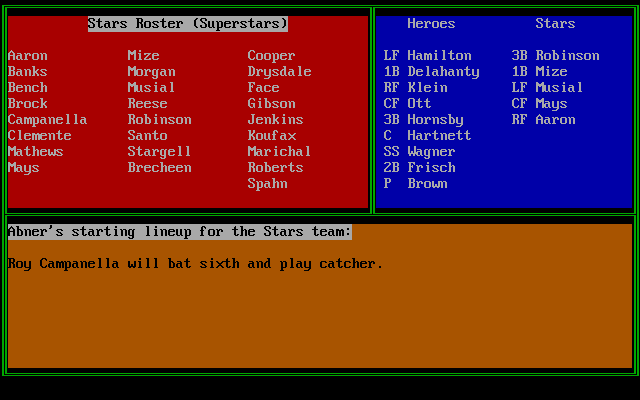 Stars Roster (Superstars)
Aaron Mize Cooper
Banks Morgan Drysdale
Bench Musial Face
Brock Reese Gibson
Campanella Robinson Jenkins
Clemente Santo Koufax
Mathews Stargell Marichal
Mays Brecheen Roberts
Spahn
Heroes Stars
LF Hamilton 3B Robinson
1B Delahanty 1B Mize
RF Klein LF Musial
CF Ott CF Mays
3B Hornsby RF Aaron
C Hartnett
SS Wagner
2B Frisch
P Brown
Abner's starting lineup for the Stars team:
Roy Campanella will bat sixth and play catcher.